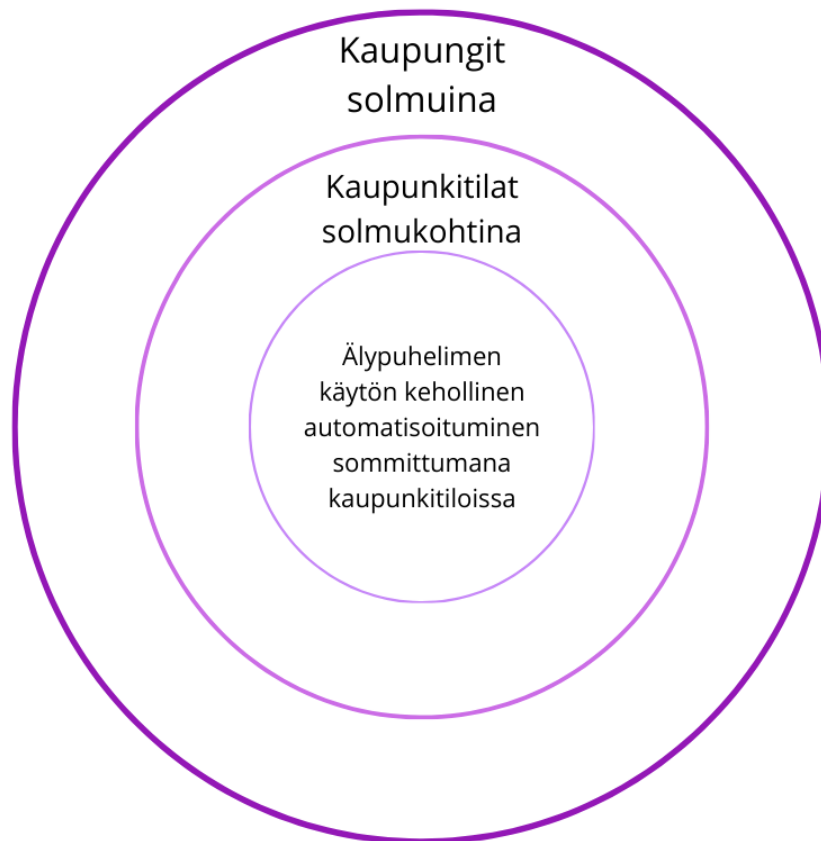 Kaupungit
solmuina
Kaupunkitilat
solmukohtina
Älypuhelimen
käytön kehollinen
automatisoituminen
sommittumana
kaupunkitiloissa